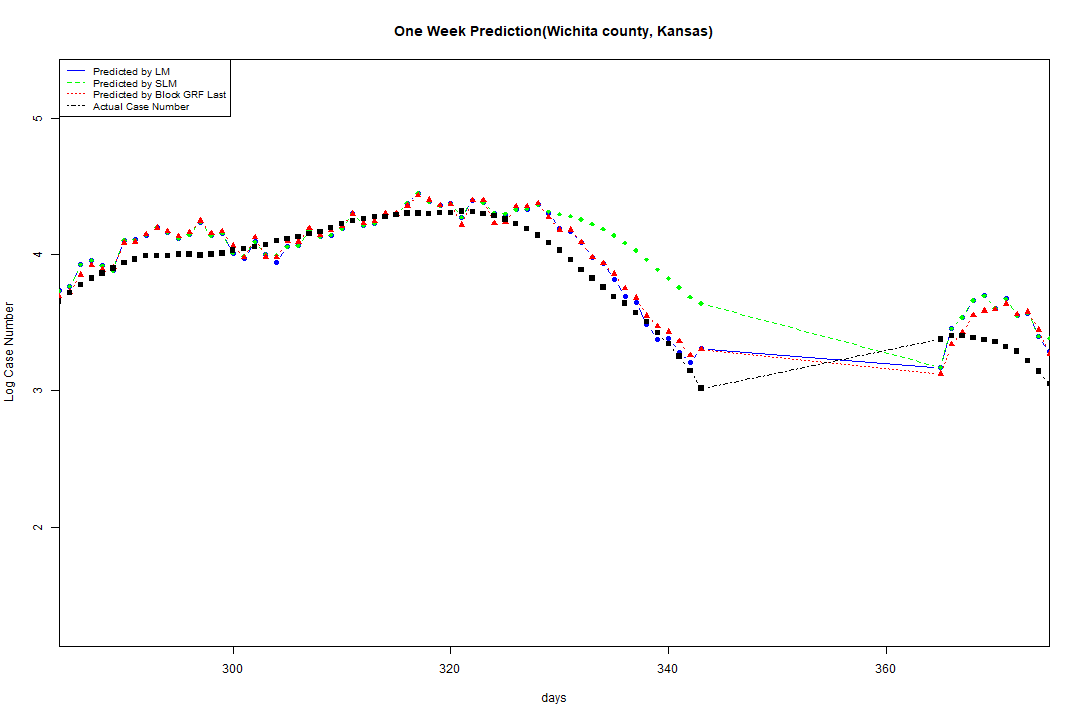 One Week Prediction(Wichita county, Kansas)
Predicted by LM
Predicted by SLM
Predicted by Block GRF Last
Actual Case Number
5
4
3
2
Log Case Number
300 320 340 360
days